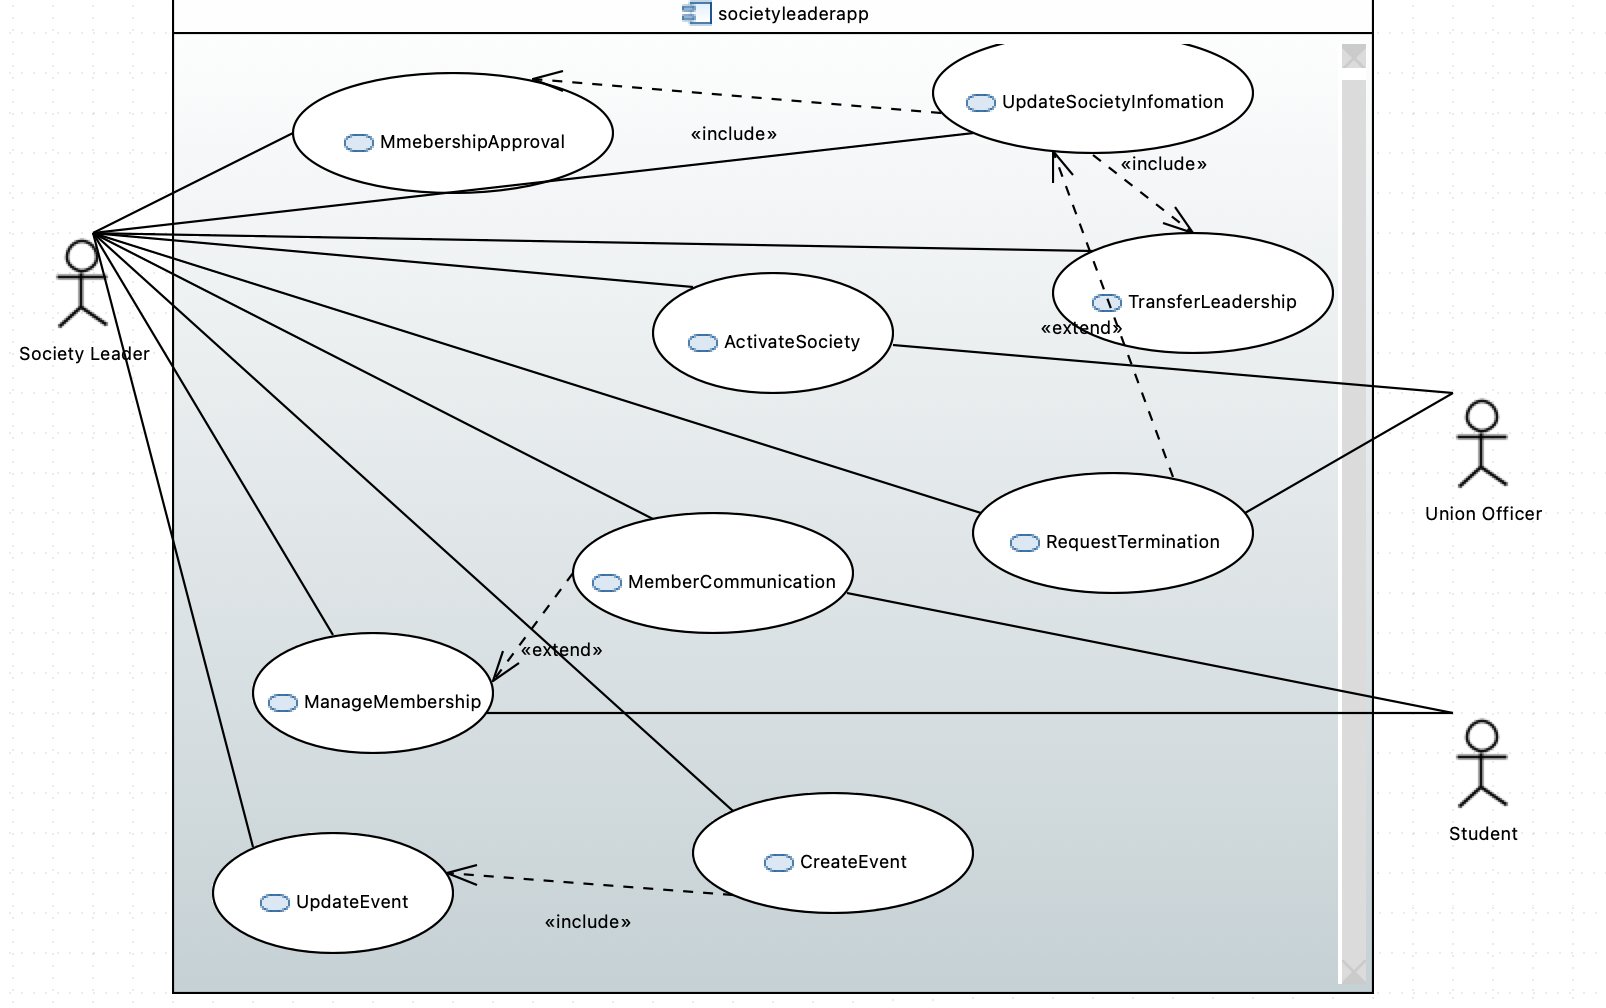 societyleaderapp
UpdateSocietyInfomation
«include»
MmebershipApproval
«include»
TransferLeadership
«extend»
ActivateSociety
Society Leader
Union Officer
RequestTermination
MemberCommunication
«extend»
ManageMembership
Student
CreateEvent
UpdateEvent
«include»